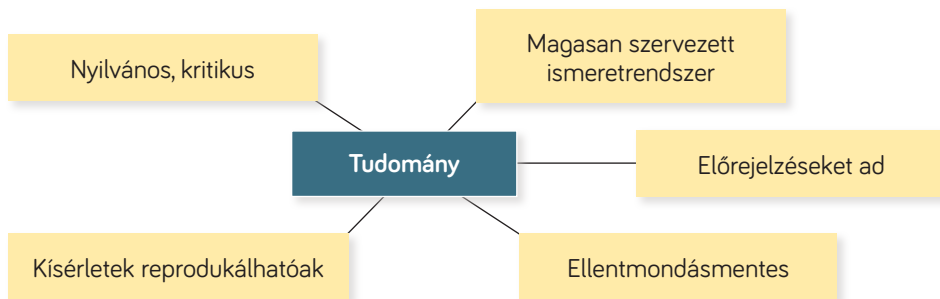 Nyilvános, kritikus
Magasan szervezett
ismeretrendszer
Tudomány
Előrejelzéseket ad
Kísérletek reprodukálhatóak
Ellentmondásmentes